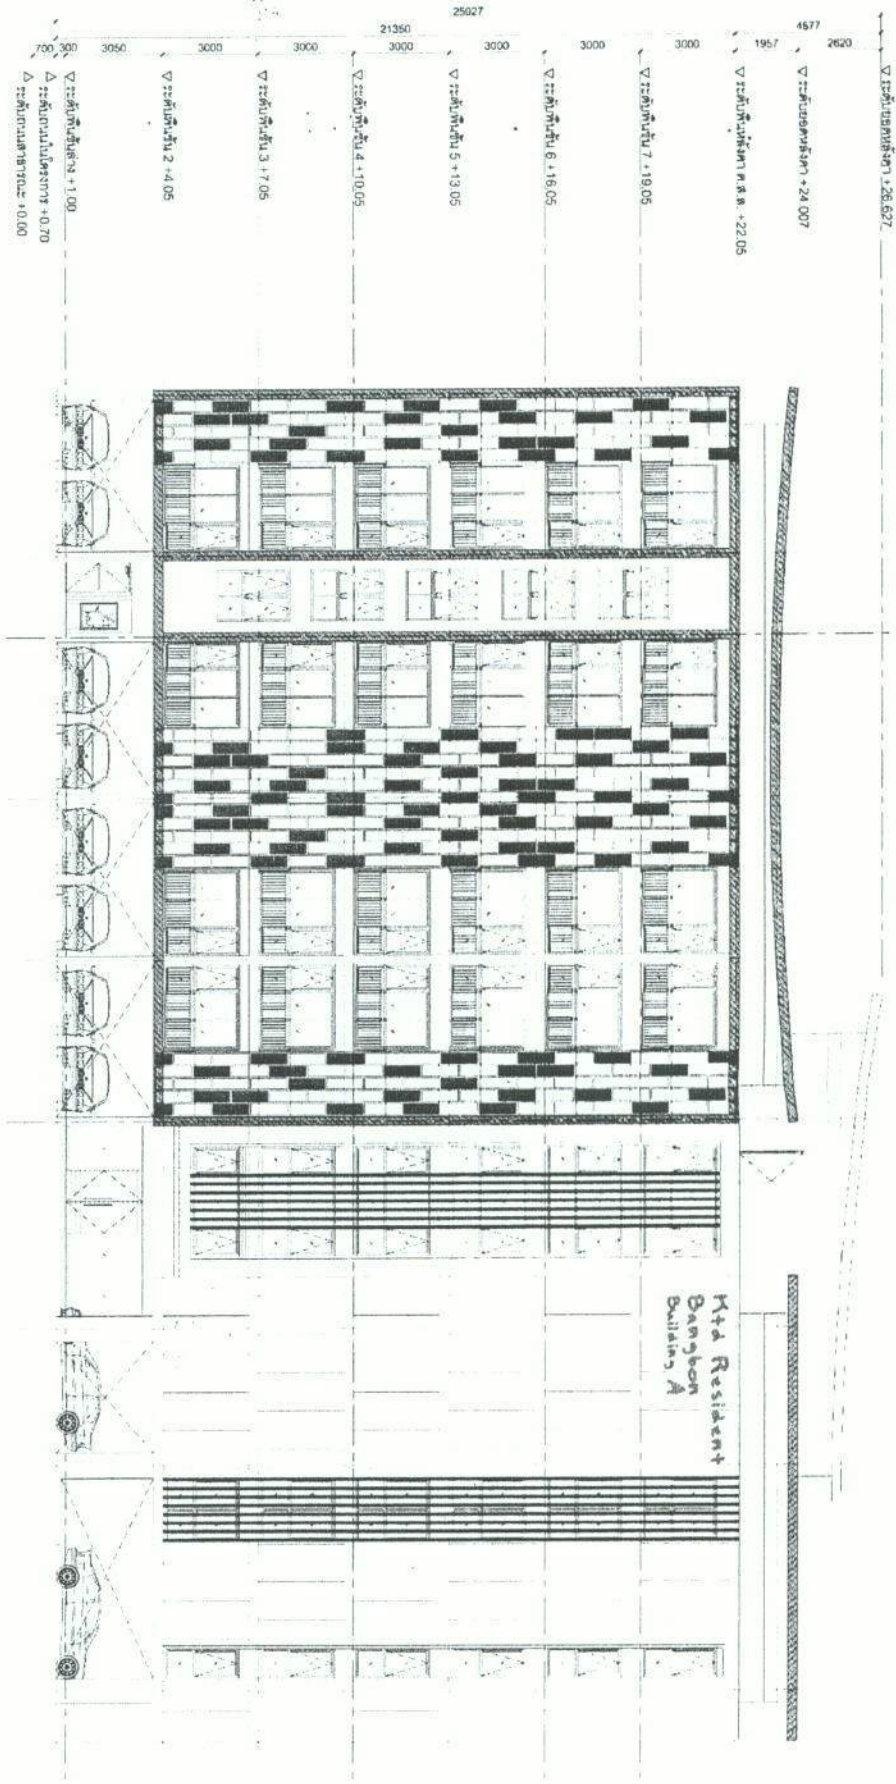 25027
21350
4577
700
300
3050
3000
3000
3000
3000
3000
3000
1957
2620
▽ ระดับยอดหลังคา +26.627
▽ ระดับยอดหลังคา +24.007
▽ ระดับพื้นหลังคา ค.ส.ล. +22.05
▽ ระดับพื้นชั้น 7 +19.05
▽ ระดับพื้นชั้น 6 +16.05
▽ ระดับพื้นชั้น 5 +13.05
▽ ระดับพื้นชั้น 4 +10.05
▽ ระดับพื้นชั้น 3 +7.05
▽ ระดับพื้นชั้น 2 +4.05
▽ ระดับพื้นชั้นล่าง +1.00
△ ระดับถนนในโครงการ +0.70
△ ระดับถนนสาธารณะ +0.00
Ktd Resident
Bangbon
Building A